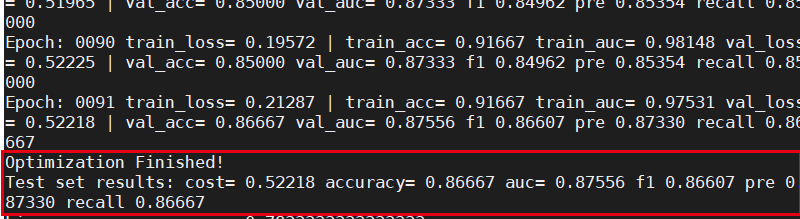 = 0.51965 | val_acc= 0.85000 val_auc= 0.87333 f1 0.84962 pre 0.85354 recall 0.85
000
Epoch: 0090 train_loss= 0.19572 | train_acc= 0.91667 train_auc= 0.98148 val_loss
= 0.52225 | val_acc= 0.85000 val_auc= 0.87333 f1 0.84962 pre 0.85354 recall 0.85
000
Epoch: 0091 train_loss= 0.21287 | train_acc= 0.91667 train_auc= 0.97531 val_loss
= 0.52218 | val_acc= 0.86667 val_auc= 0.87556 f1 0.86607 pre 0.87330 recall 0.86
667
Optimization Finished!
Test set results: cost= 0.52218 accuracy= 0.86667 auc= 0.87556 f1 0.86607 pre 0.
87330 recall 0.86667